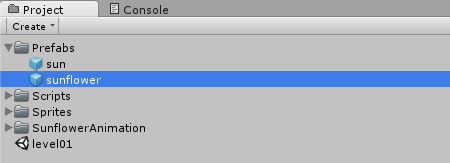 Project Console
Create
Prefabs
sun
sunflower
Scripts
Sprites
SunflowerAnimation
level01